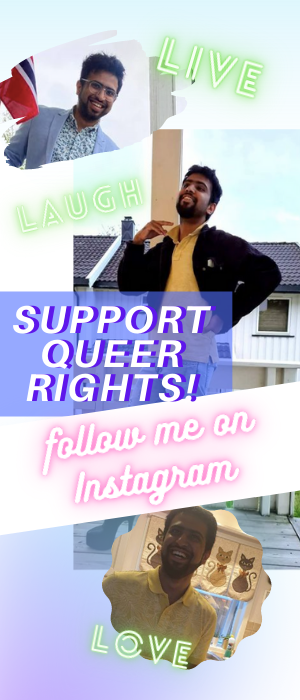 LIVE
LAUGH
SUPPORT
QUEER
RIGHTS!
follow me on
Instagram
LOVE